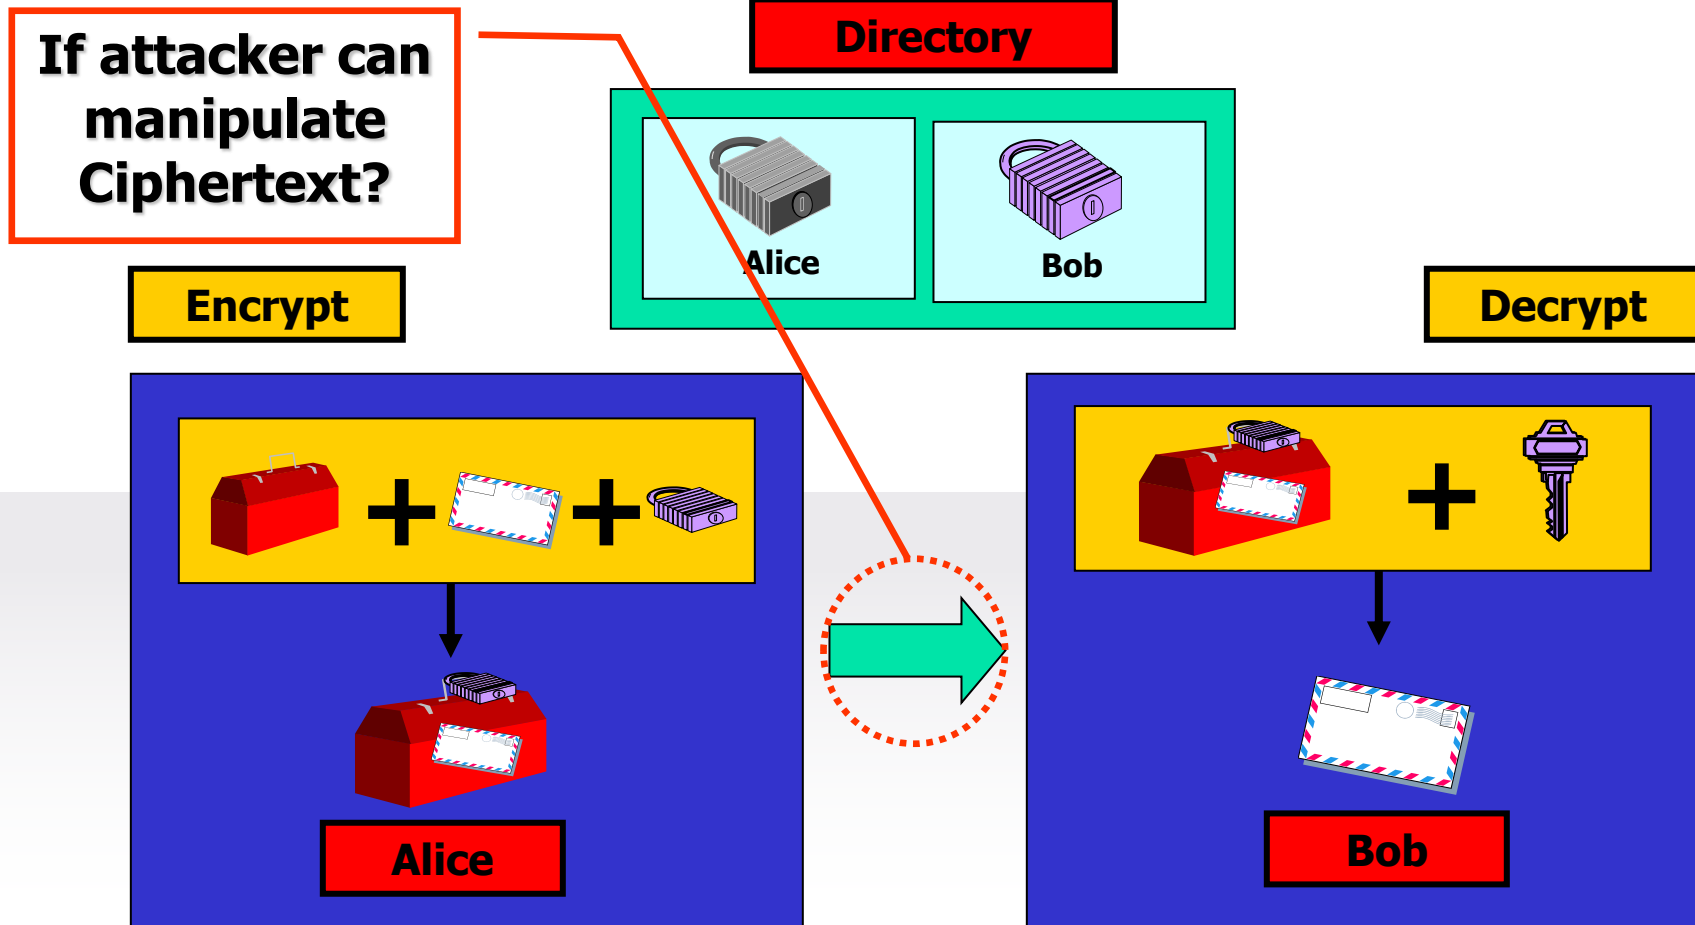 If attacker can
manipulate
Ciphertext?
Directory
Alice
Bob
Encrypt
Decrypt
Alice
Bob